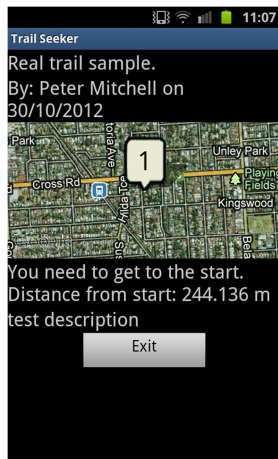 11:07
Trail Seeker
Real trail sample.
By: Peter Mitchell on
30/10/2012
Park
Unley Park
1
Playing
Fields
Cross Rd
Kingswood
You need to get to the start.
Distance from start: 244.136 m
test description
Exit